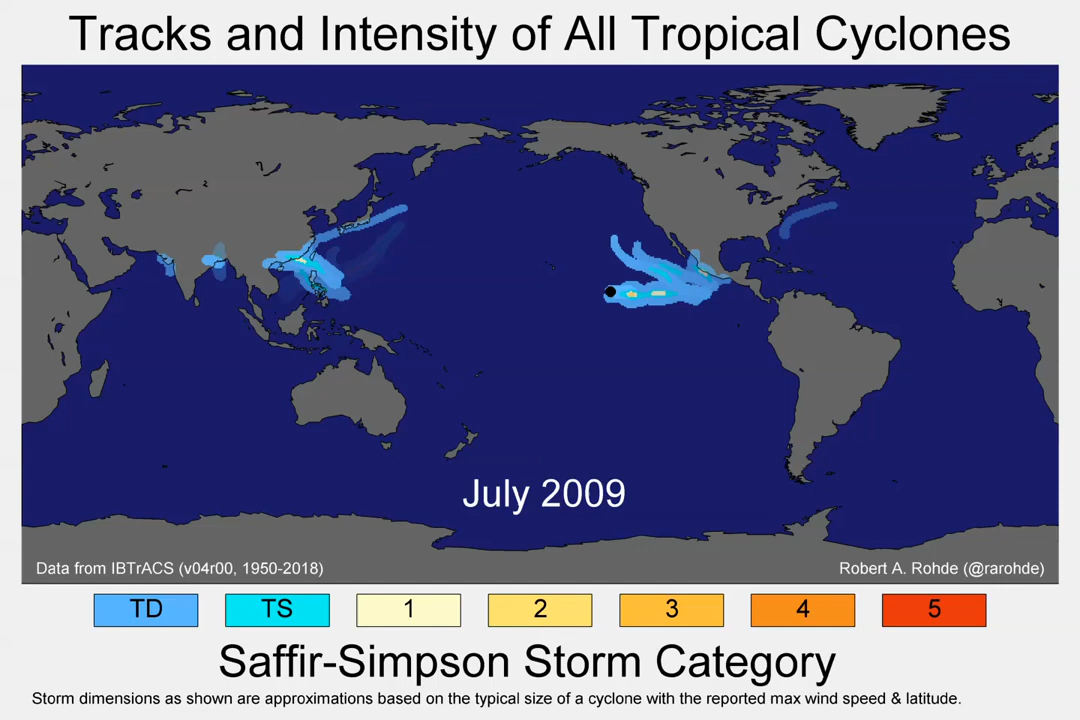 Tracks and Intensity of All Tropical Cyclones
July 2009
Data from IBTrACS (v04r00, 1950-2018)
Robert A. Rohde (@rarohde)
TD TS 1 2 3 4 5
Saffir-Simpson Storm Category
Storm dimensions as shown are approximations based on the typical size of a cyclone with the reported max wind speed & latitude.